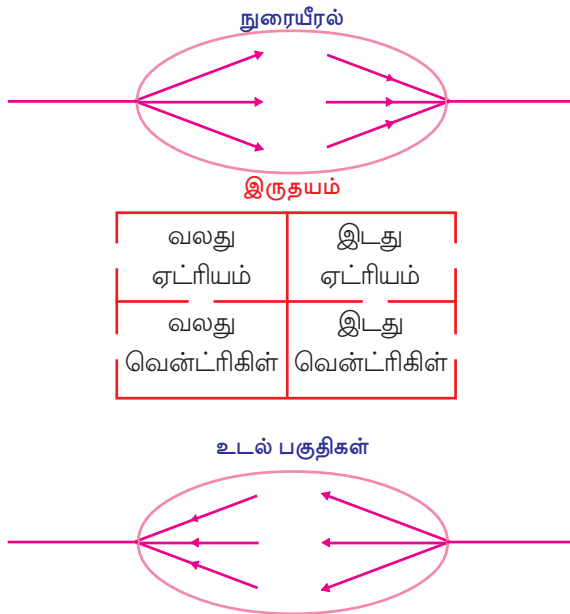 நுரையீரல்
இருதயம்
வலது
ஏட்ரியம்
இடது
ஏட்ரியம்
வலது
வென்ட்ரிகிள்
இடது
வென்ட்ரிகிள்
உடல் பகுதிகள்